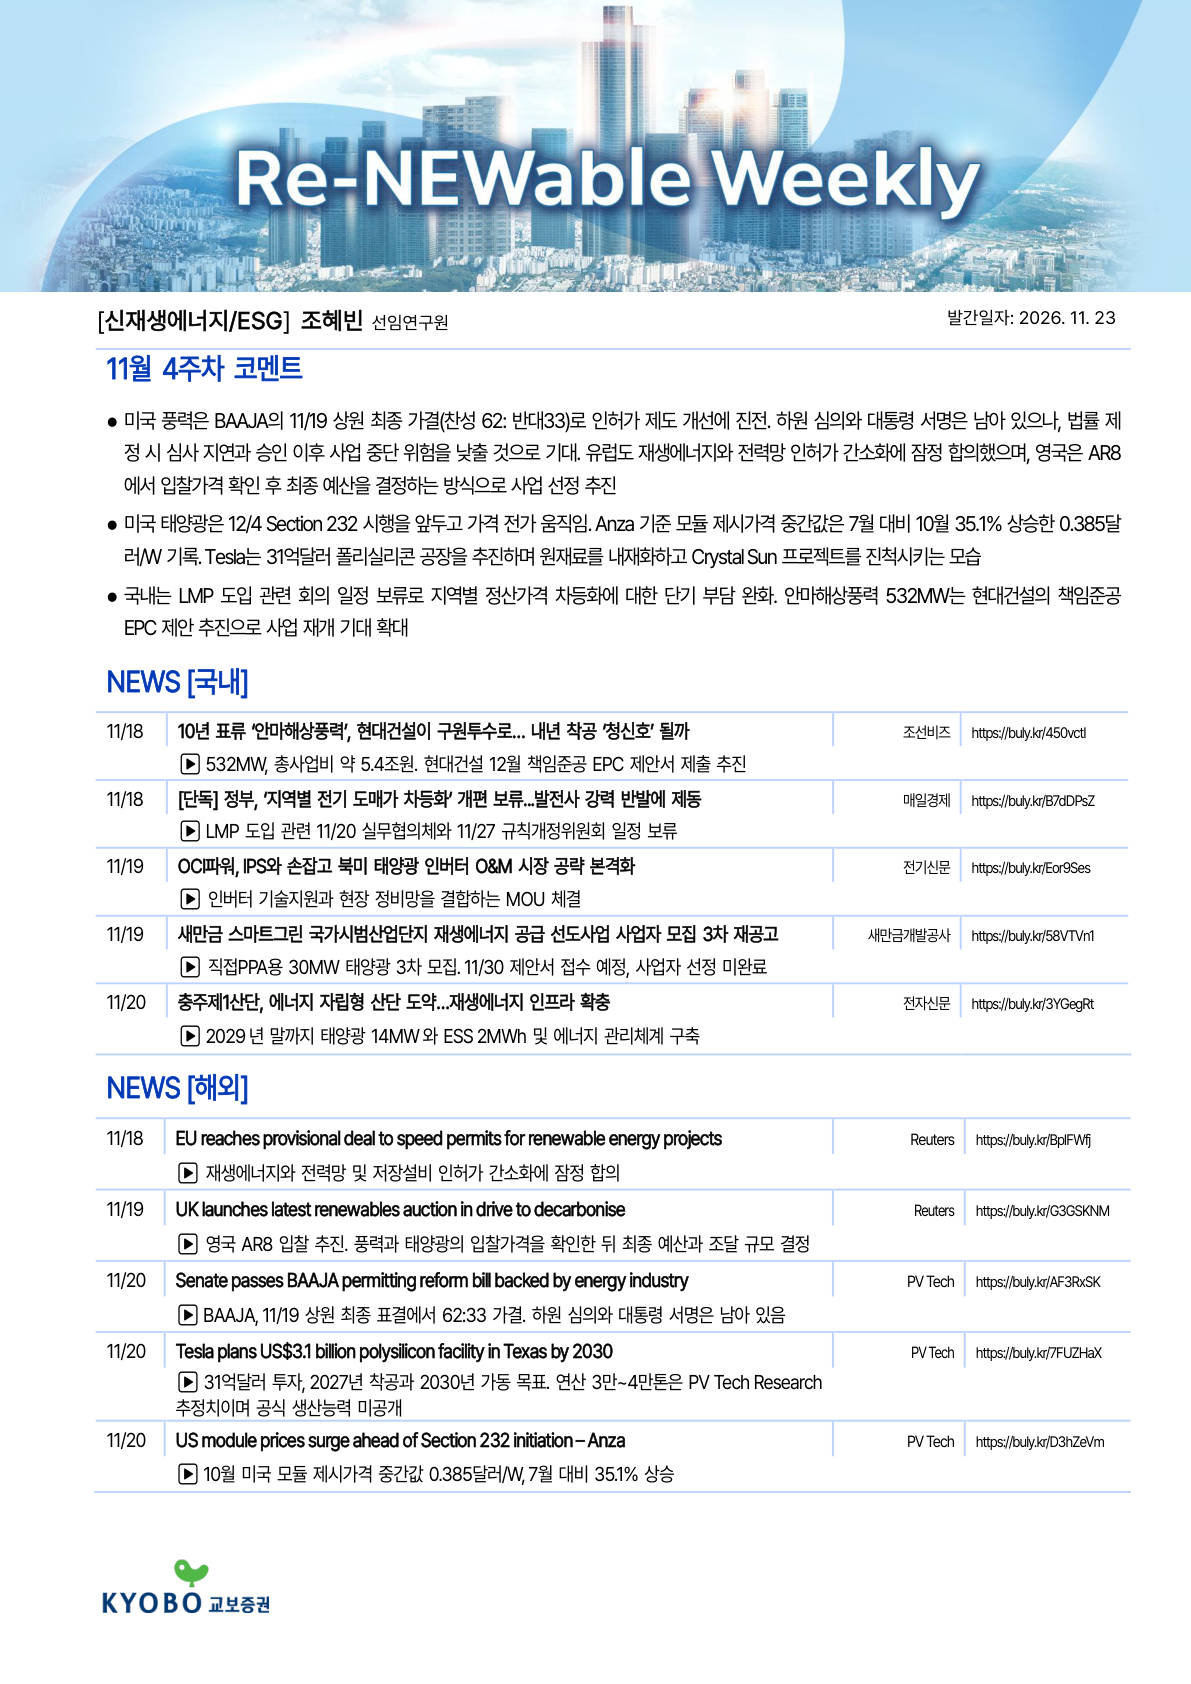 Re-NEWable Weekly
[신재생에너지/ESG] 조혜빈 선임연구원
발간일자: 2026. 11. 23
11월 4주차 코멘트
● 미국 풍력은 BAAJA의 11/19 상원 최종 가결(찬성 62: 반대33)로 인허가 제도 개선에 진전. 하원 심의와 대통령 서명은 남아 있으나, 법률 제
정 시 심사 지연과 승인 이후 사업 중단 위험을 낮출 것으로 기대. 유럽도 재생에너지와 전력망 인허가 간소화에 잠정 합의했으며, 영국은 AR8
에서 입찰가격 확인 후 최종 예산을 결정하는 방식으로 사업 선정 추진
● 미국 태양광은 12/4 Section 232 시행을 앞두고 가격 전가 움직임. Anza 기준 모듈 제시가격 중간값은 7월 대비 10월 35.1% 상승한 0.385달
러/W 기록. Tesla는 31억달러 폴리실리콘 공장을 추진하며 원재료를 내재화하고 Crystal Sun 프로젝트를 진척시키는 모습
● 국내는 LMP 도입 관련 회의 일정 보류로 지역별 정산가격 차등화에 대한 단기 부담 완화. 안마해상풍력 532MW는 현대건설의 책임준공
EPC 제안 추진으로 사업 재개 기대 확대
NEWS [국내]
11/18 10년 표류 ‘안마해상풍력’, 현대건설이 구원투수로... 내년 착공 ‘청신호’ 될까 조선비즈 https://buly.kr/450vctI
▶ 532MW, 총사업비 약 5.4조원. 현대건설 12월 책임준공 EPC 제안서 제출 추진
11/18 [단독] 정부, ‘지역별 전기 도매가 차등화’ 개편 보류...발전사 강력 반발에 제동 매일경제 https://buly.kr/B7dDPsZ
▶ LMP 도입 관련 11/20 실무협의체와 11/27 규칙개정위원회 일정 보류
11/19 OCI파워, IPS와 손잡고 북미 태양광 인버터 O&M 시장 공략 본격화 전기신문 https://buly.kr/Eor9Ses
▶ 인버터 기술지원과 현장 정비망을 결합하는 MOU 체결
11/19 새만금 스마트그린 국가시범산업단지 재생에너지 공급 선도사업 사업자 모집 3차 재공고 새만금개발공사 https://buly.kr/58VTVn1
▶ 직접PPA용 30MW 태양광 3차 모집. 11/30 제안서 접수 예정, 사업자 선정 미완료
11/20 충주제1산단, 에너지 자립형 산단 도약...재생에너지 인프라 확충 전자신문 https://buly.kr/3YGegRt
▶ 2029년 말까지 태양광 14MW와 ESS 2MWh 및 에너지 관리체계 구축
NEWS [해외]
11/18 EU reaches provisional deal to speed permits for renewable energy projects Reuters https://buly.kr/BpIFWfj
▶ 재생에너지와 전력망 및 저장설비 인허가 간소화에 잠정 합의
11/19 UK launches latest renewables auction in drive to decarbonise Reuters https://buly.kr/G3GSKNM
▶ 영국 AR8 입찰 추진. 풍력과 태양광의 입찰가격을 확인한 뒤 최종 예산과 조달 규모 결정
11/20 Senate passes BAAJA permitting reform bill backed by energy industry PV Tech https://buly.kr/AF3RxSK
▶ BAAJA, 11/19 상원 최종 표결에서 62:33 가결. 하원 심의와 대통령 서명은 남아 있음
11/20 Tesla plans US$3.1 billion polysilicon facility in Texas by 2030 PV Tech https://buly.kr/7FUZHaX
▶ 31억달러 투자, 2027년 착공과 2030년 가동 목표. 연산 3만~4만톤은 PV Tech Research
추정치이며 공식 생산능력 미공개
11/20 US module prices surge ahead of Section 232 initiation – Anza PV Tech https://buly.kr/D3hZeVm
▶ 10월 미국 모듈 제시가격 중간값 0.385달러/W, 7월 대비 35.1% 상승
KYOBO 교보증권